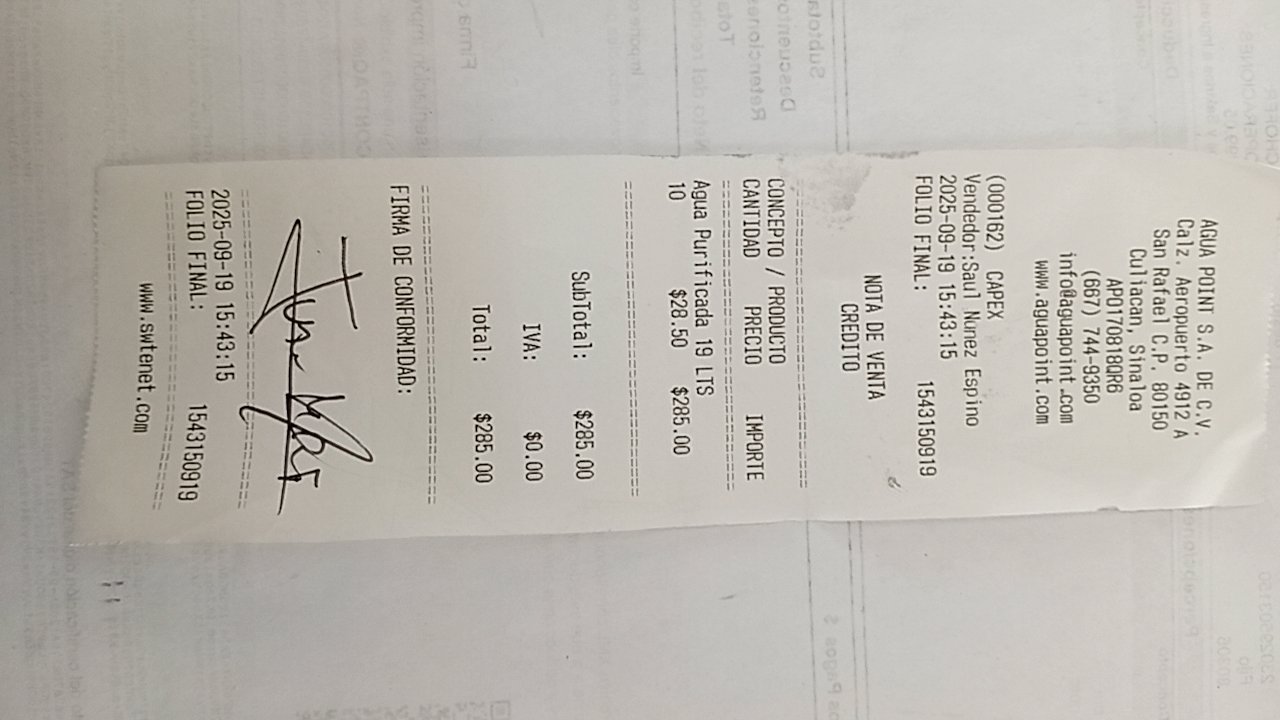 AGUA POINT S.A. DE C.V.
Calz. Aeropuerto 4912 A
San Rafael C.P. 80150
Culiacan, Sinaloa
APO170818QR6
(667) 744-9350
info@aguapoint.com
www.aguapoint.com
(000162) CAPEX
Vendedor:Saul Nunez Espino
2025-09-19 15:43:15
FOLIO FINAL: 1543150919
NOTA DE VENTA
CREDITO
CONCEPTO / PRODUCTO
CANTIDAD PRECIO IMPORTE
Agua Purificada 19 LTS
10 $28.50 $285.00
SubTotal: $285.00
IVA: $0.00
Total: $285.00
FIRMA DE CONFORMIDAD:
2025-09-19 15:43:15
FOLIO FINAL: 1543150919
www.swtenet.com